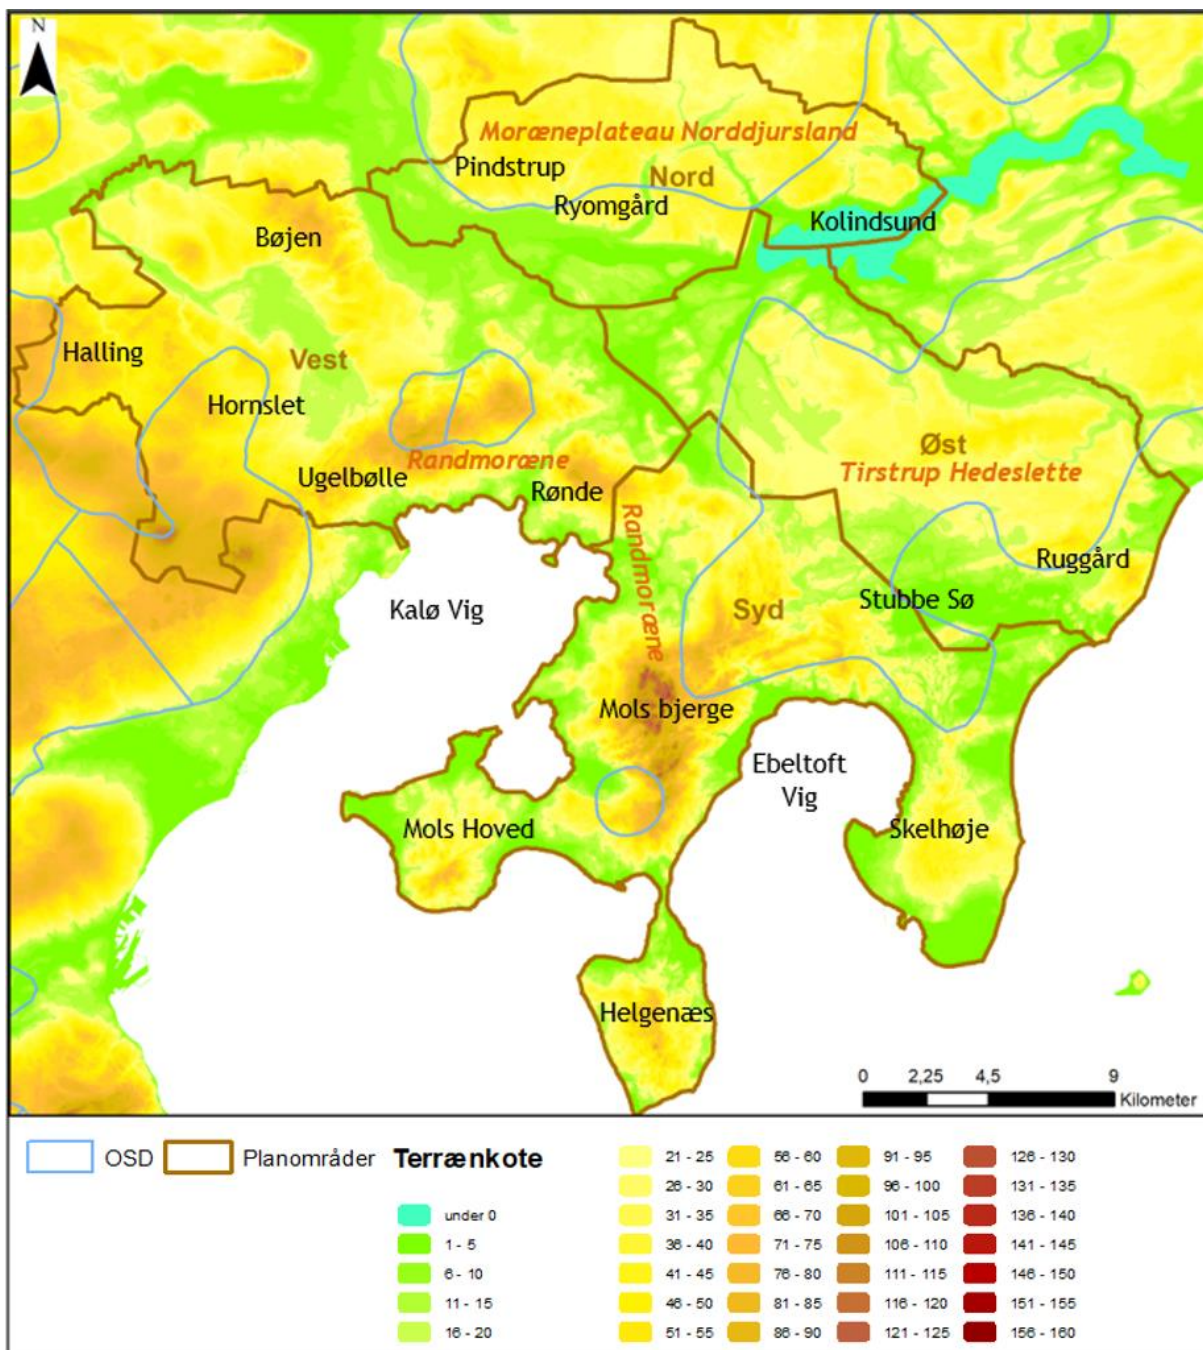 N
Moræneplateau Norddjursland
Pindstrup
Nord
Ryomgård
Kolindsund
Bøjen
Halling
Vest
Hornslet
Øst
Ugelbølle
Randmoræne
Tirstrup Hedeslette
Rønde
Randmoræne
Ruggård
Kalø Vig
Syd
Stubbe Sø
Mols bjerge
Ebeltoft
Vig
Mols Hoved
Skelhøje
Helgenæs
0 2,25 4,5 9
Kilometer
OSD
Planområder
Terrænkote
under 0
1 - 5
6 - 10
11 - 15
16 - 20
21 - 25
26 - 30
31 - 35
36 - 40
41 - 45
46 - 50
51 - 55
56 - 60
61 - 65
66 - 70
71 - 75
76 - 80
81 - 85
86 - 90
91 - 95
96 - 100
101 - 105
106 - 110
111 - 115
116 - 120
121 - 125
126 - 130
131 - 135
136 - 140
141 - 145
146 - 150
151 - 155
156 - 160